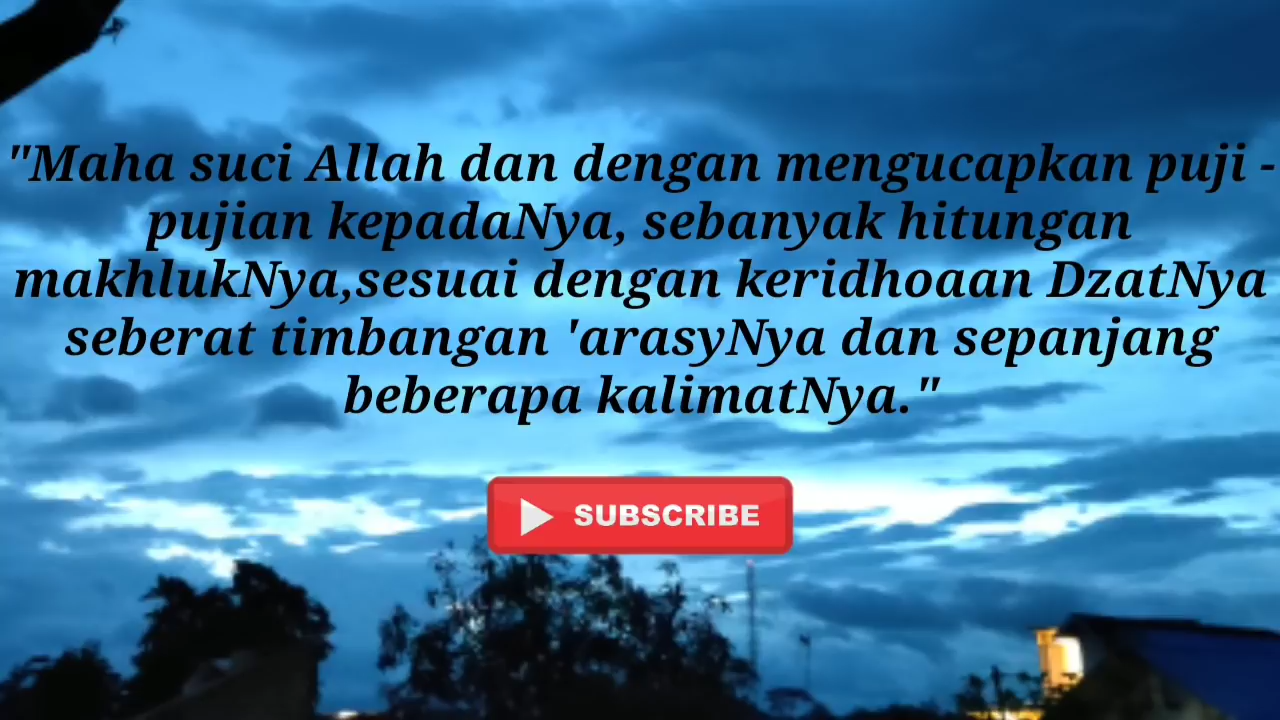 "Maha suci Allah dan dengan mengucapkan puji -
pujian kepadaNya, sebanyak hitungan
makhlukNya,sesuai dengan keridhoaan DzatNya
seberat timbangan 'arasyNya dan sepanjang
beberapa kalimatNya."
SUBSCRIBE